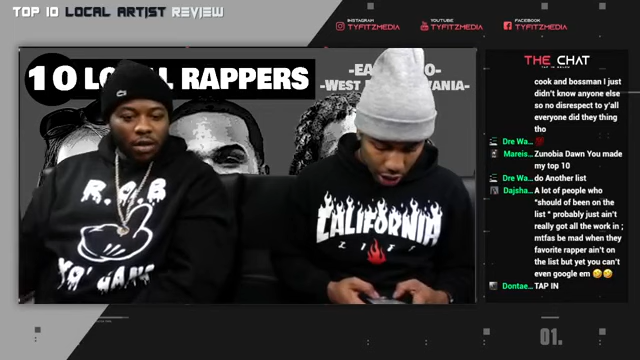 TOP 10 LOCAL ARTIST REVIEW
INSTAGRAM
TYFITZMEDIA
YOUTUBE
TYFITZMEDIA
FACEBOOK
TYFITZMEDIA
10 LOCAL RAPPERS
THE CHAT
cook and bossman I just
didn't know anyone else
so no disrespect to y'all
everyone did they thing
tho
Dre Wa... 💯
Mareis... Zunobia Dawn You made
my top 10
Dre Wa... do Another list
Dajsha... A lot of people who
*should of been on the
list * probably just ain't
really got all the work in ;
mtfas be mad when they
favorite rapper ain't on
the list but yet you can't
even google em 🤣🤣
Dontae... TAP IN
R.O.B
YO' GANG
CALIFORNIA
01.